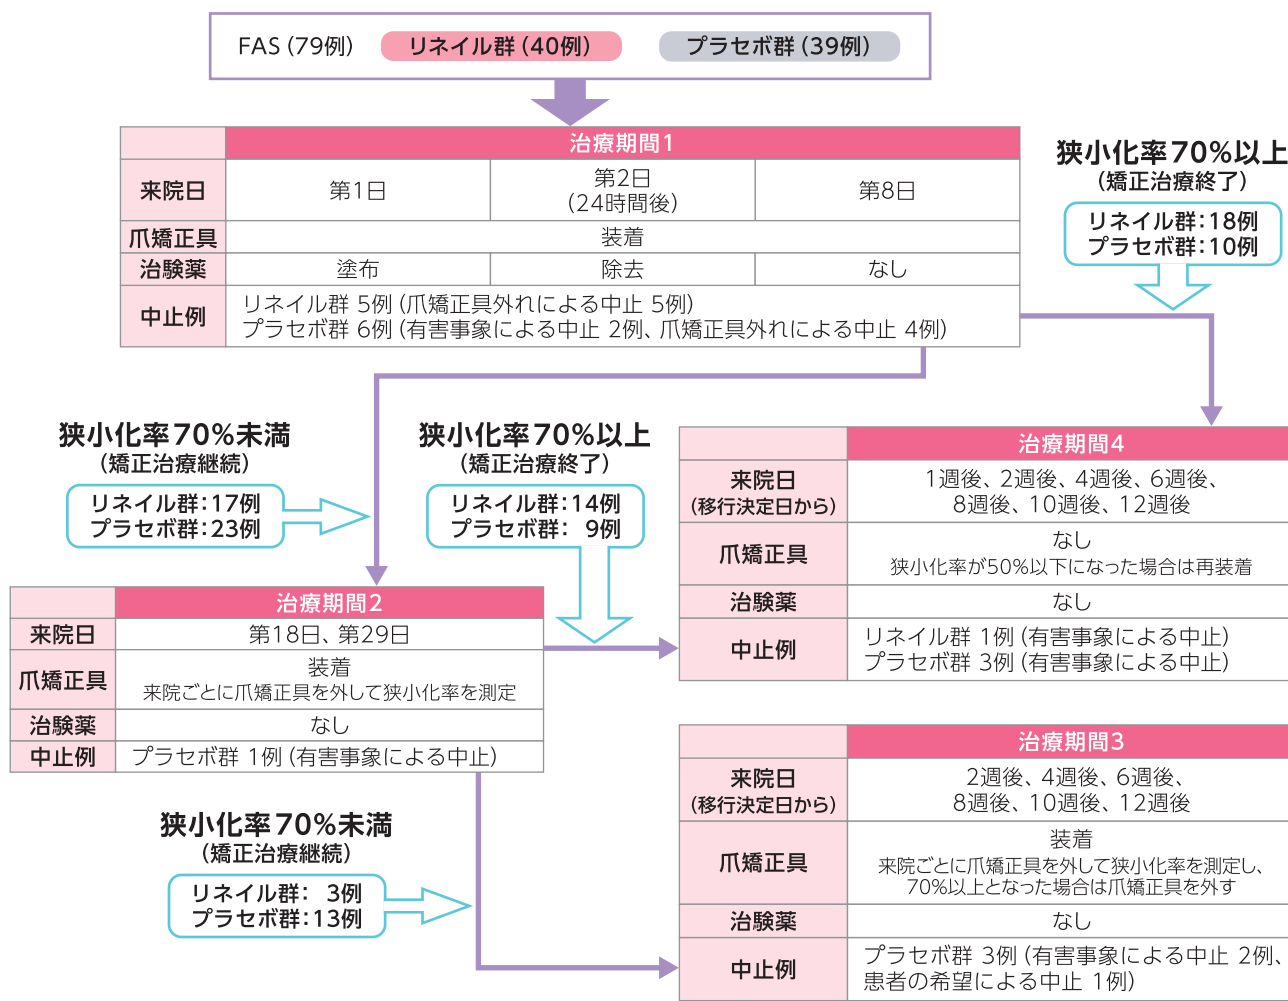 FAS（79例） リネイル群（40例） プラセボ群（39例）
治療期間1
来院日 第1日 第2日 第8日
（24時間後）
爪矯正具 装着
治験薬 塗布 除去 なし
中止例 リネイル群 5例（爪矯正具外れによる中止 5例）
プラセボ群 6例（有害事象による中止 2例、爪矯正具外れによる中止 4例）
狭小化率70%以上
（矯正治療終了）
リネイル群：18例
プラセボ群：10例
狭小化率70%未満
（矯正治療継続）
リネイル群：17例
プラセボ群：23例
狭小化率70%以上
（矯正治療終了）
リネイル群：14例
プラセボ群： 9例
治療期間4
来院日
（移行決定日から）
1週後、2週後、4週後、6週後、
8週後、10週後、12週後
爪矯正具 なし
狭小化率が50%以下になった場合は再装着
治験薬 なし
中止例 リネイル群 1例（有害事象による中止）
プラセボ群 3例（有害事象による中止）
治療期間2
来院日 第18日、第29日
爪矯正具 装着
来院ごとに爪矯正具を外して狭小化率を測定
治験薬 なし
中止例 プラセボ群 1例（有害事象による中止）
狭小化率70%未満
（矯正治療継続）
リネイル群： 3例
プラセボ群：13例
治療期間3
来院日
（移行決定日から）
2週後、4週後、6週後、
8週後、10週後、12週後
爪矯正具 装着
来院ごとに爪矯正具を外して狭小化率を測定し、
70%以上となった場合は爪矯正具を外す
治験薬 なし
中止例 プラセボ群 3例（有害事象による中止 2例、
患者の希望による中止 1例）